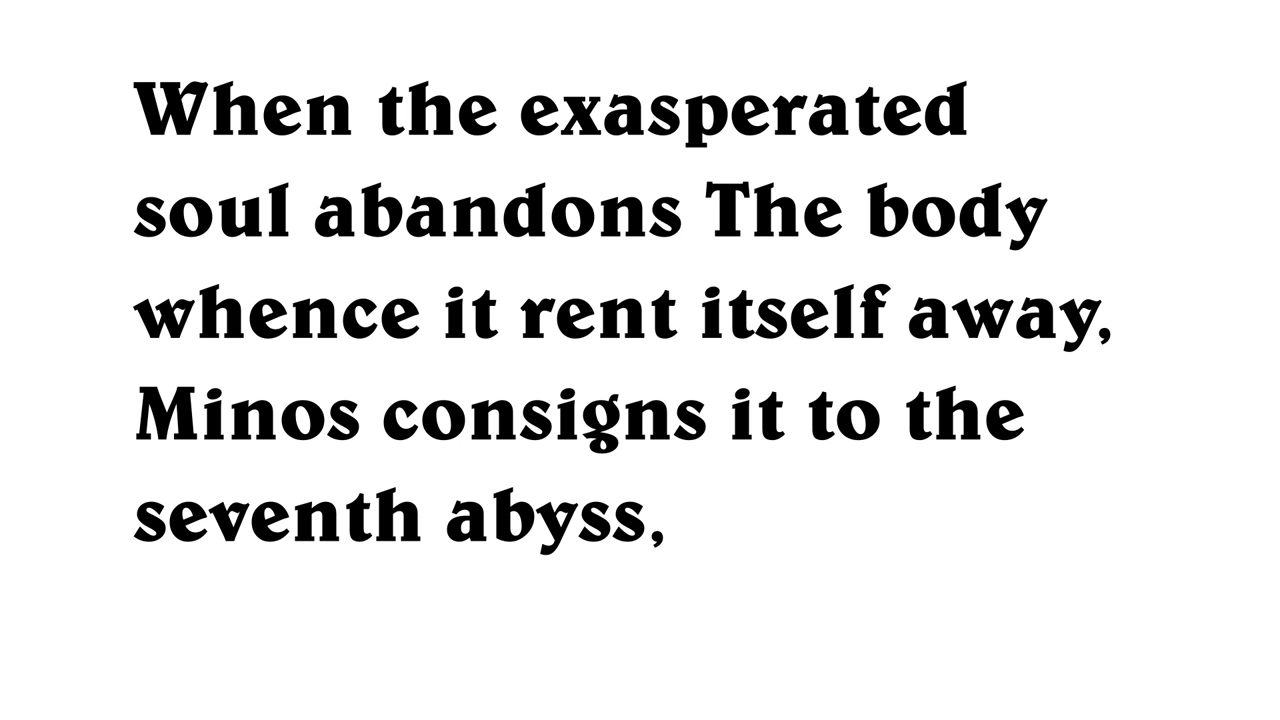 When the exasperated
soul abandons The body
whence it rent itself away,
Minos consigns it to the
seventh abyss,